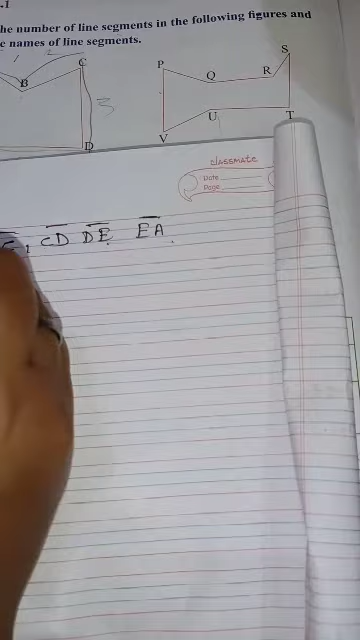 .1
he number of line segments in the following figures and
e names of line segments.
S
C
P
Q
R
B
3
U
T
V
D
classmate
Date
Page
CD DE EA